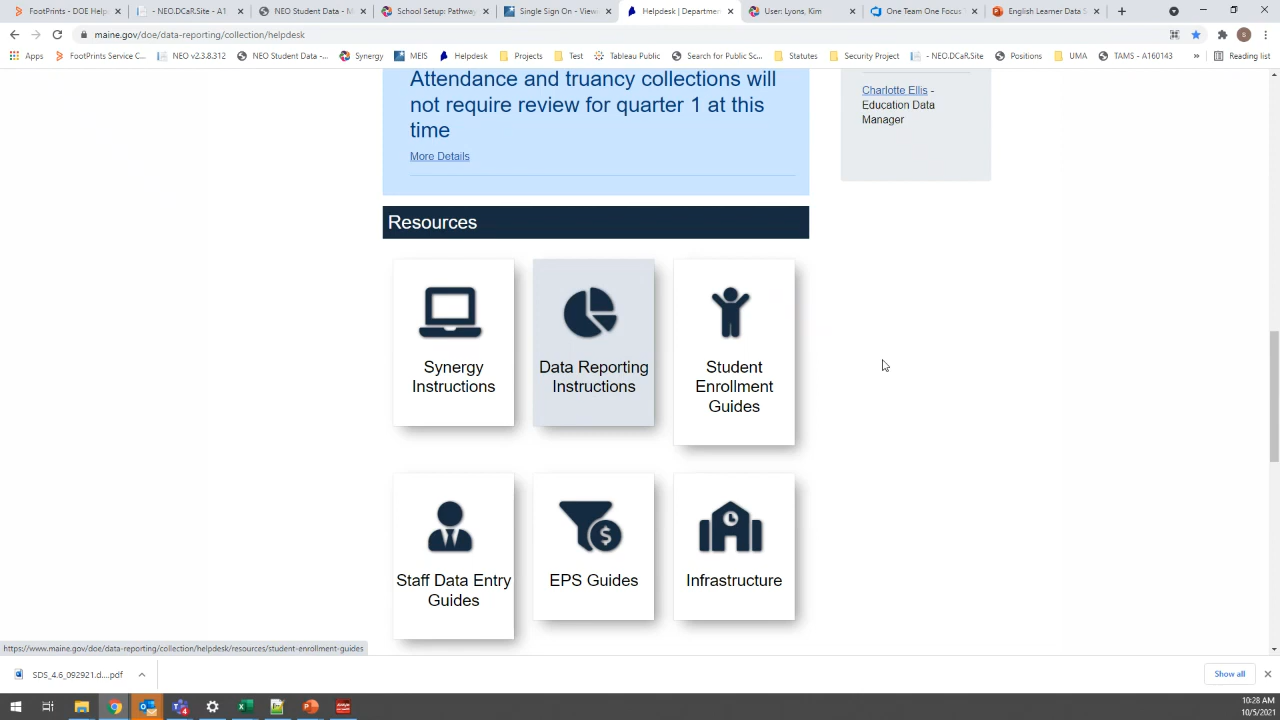 FootPrints - DOE Help
- NEO.DCaR.Site - A1
NEO Student Data - M
School Setup: Pathway
Single Sign On - Viewin
Helpdesk | Departmen
User: Lyons, Kim
One Team One Focus
English Learner Data S
maine.gov/doe/data-reporting/collection/helpdesk
Apps
FootPrints Service C...
NEO v2.3.8.312
NEO Student Data -...
Synergy
MEIS
Helpdesk
Projects
Test
Tableau Public
Search for Public Sc...
Statutes
Security Project
- NEO.DCaR.Site
Positions
UMA
TAMS - A160143
»
Reading list
Attendance and truancy collections will
not require review for quarter 1 at this
time
More Details
Charlotte Ellis -
Education Data
Manager
Resources
Synergy
Instructions
Data Reporting
Instructions
Student
Enrollment
Guides
Staff Data Entry
Guides
EPS Guides
Infrastructure
https://www.maine.gov/doe/data-reporting/collection/helpdesk/resources/student-enrollment-guides
SDS_4.6_092921.d....pdf
Show all
10:28 AM
10/5/2021